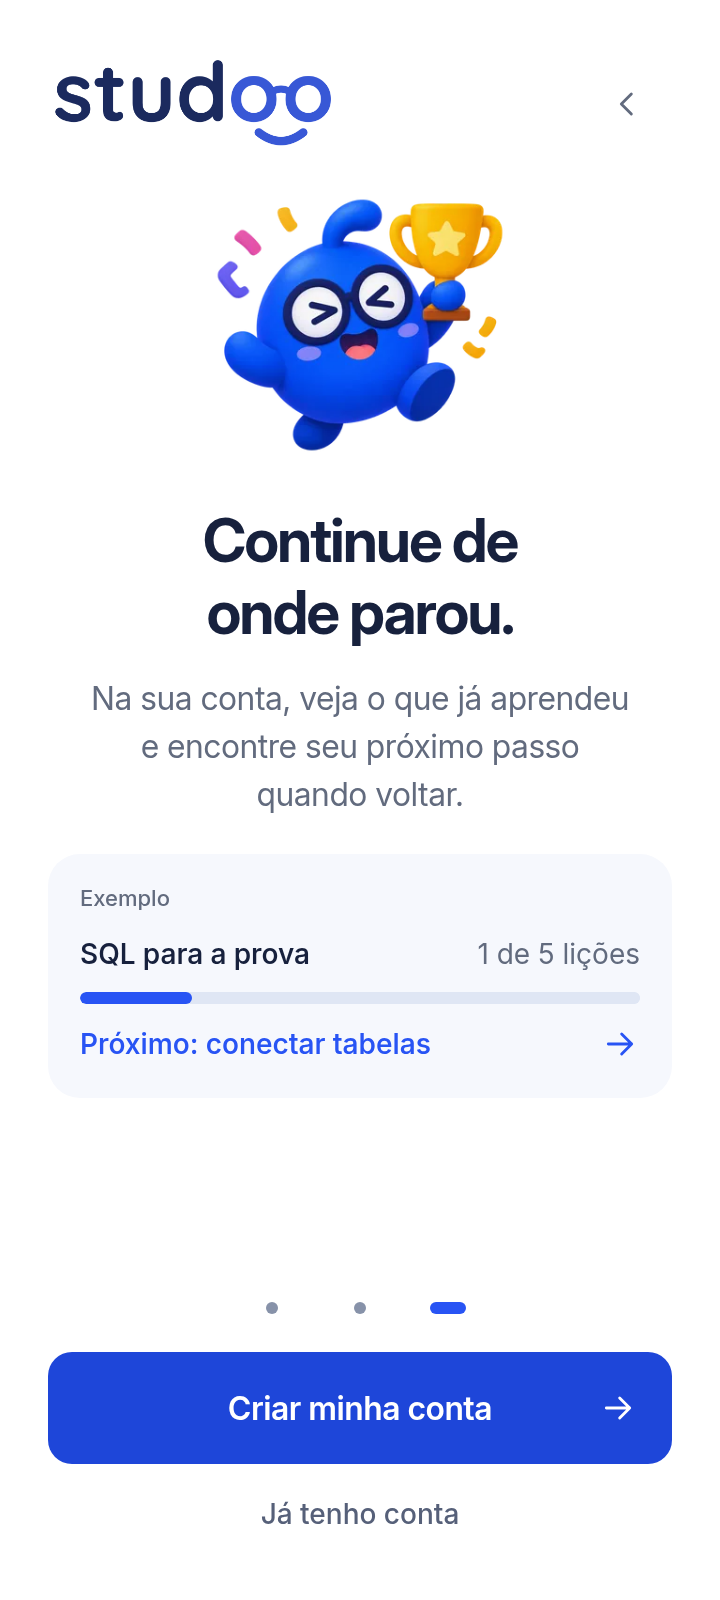 studoo
Continue de
onde parou.
Na sua conta, veja o que já aprendeu
e encontre seu próximo passo
quando voltar.
Exemplo
SQL para a prova 1 de 5 lições
Próximo: conectar tabelas
Criar minha conta
Já tenho conta